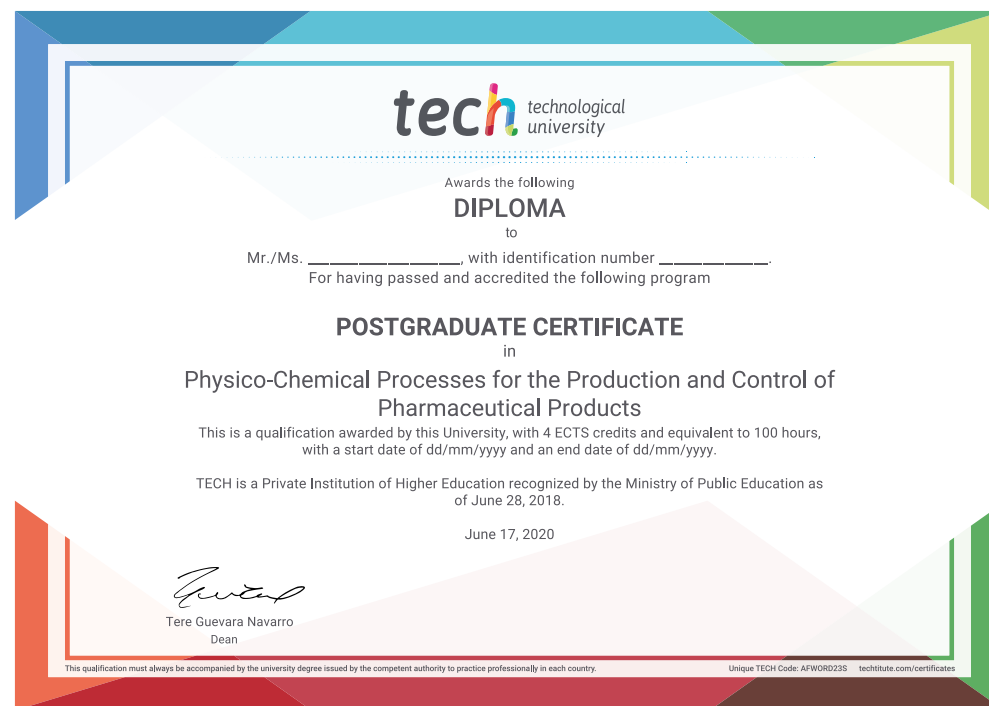 tech technological
university
Awards the following
DIPLOMA
to
Mr./Ms. ____________________, with identification number ______________.
For having passed and accredited the following program
POSTGRADUATE CERTIFICATE
in
Physico-Chemical Processes for the Production and Control of
Pharmaceutical Products
This is a qualification awarded by this University, with 4 ECTS credits and equivalent to 100 hours,
with a start date of dd/mm/yyyy and an end date of dd/mm/yyyy.
TECH is a Private Institution of Higher Education recognized by the Ministry of Public Education as
of June 28, 2018.
June 17, 2020
Tere Guevara Navarro
Dean
This qualification must always be accompanied by the university degree issued by the competent authority to practice professionally in each country.
Unique TECH Code: AFWORD23S techtitute.com/certificates